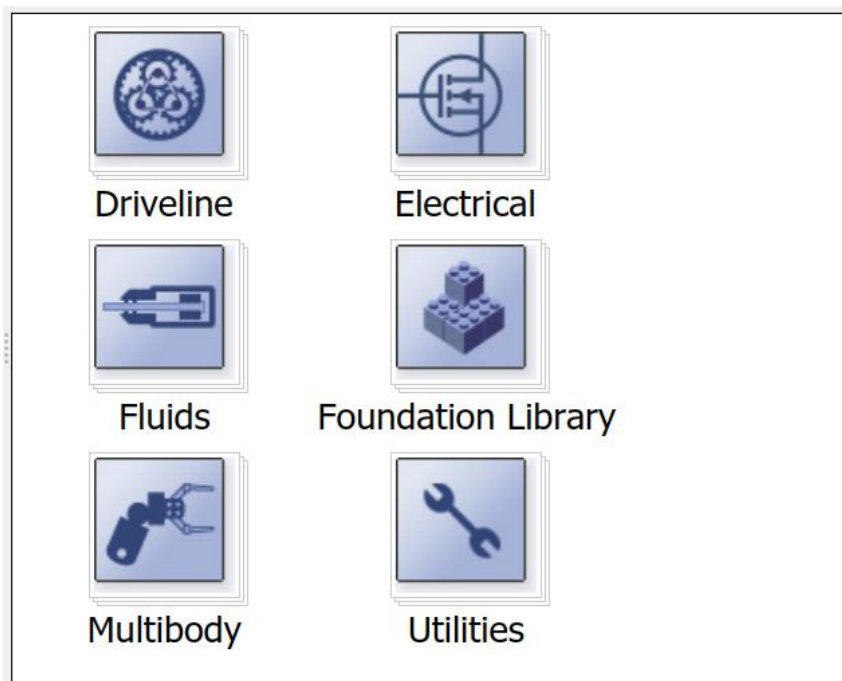 Driveline
Electrical
Fluids
Foundation Library
Multibody
Utilities